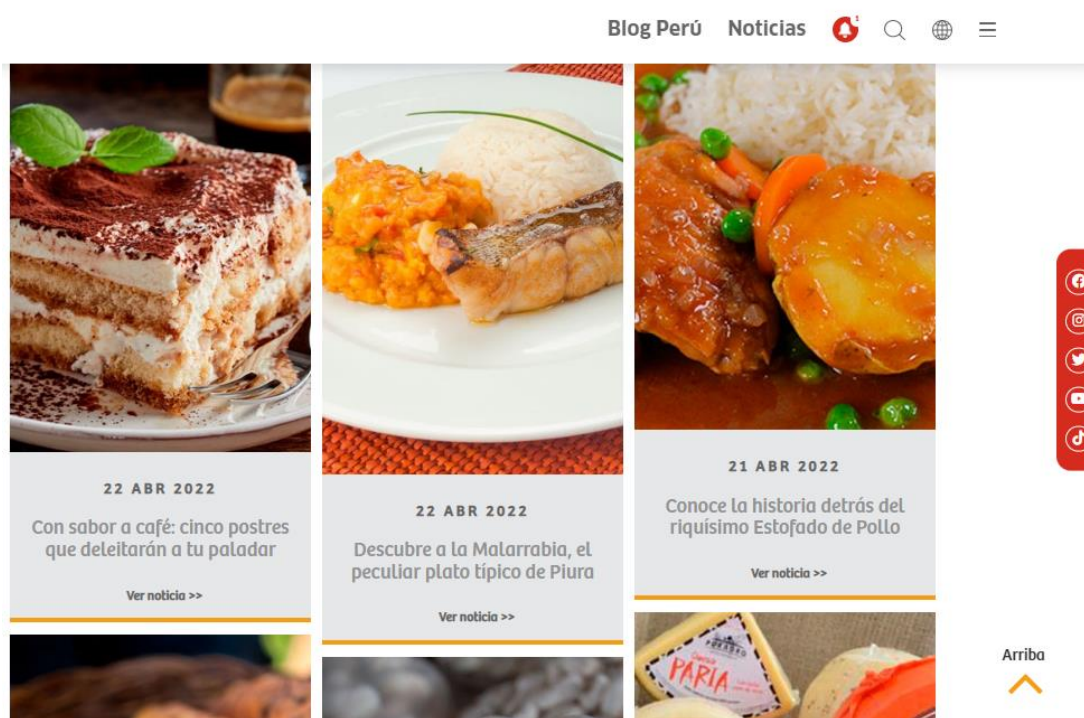 Blog Perú
Noticias
1
22 ABR 2022
Con sabor a café: cinco postres
que deleitarán a tu paladar
Ver noticia >>
22 ABR 2022
Descubre a la Malarrabia, el
peculiar plato típico de Piura
Ver noticia >>
21 ABR 2022
Conoce la historia detrás del
riquísimo Estofado de Pollo
Ver noticia >>
PARIA
Arriba